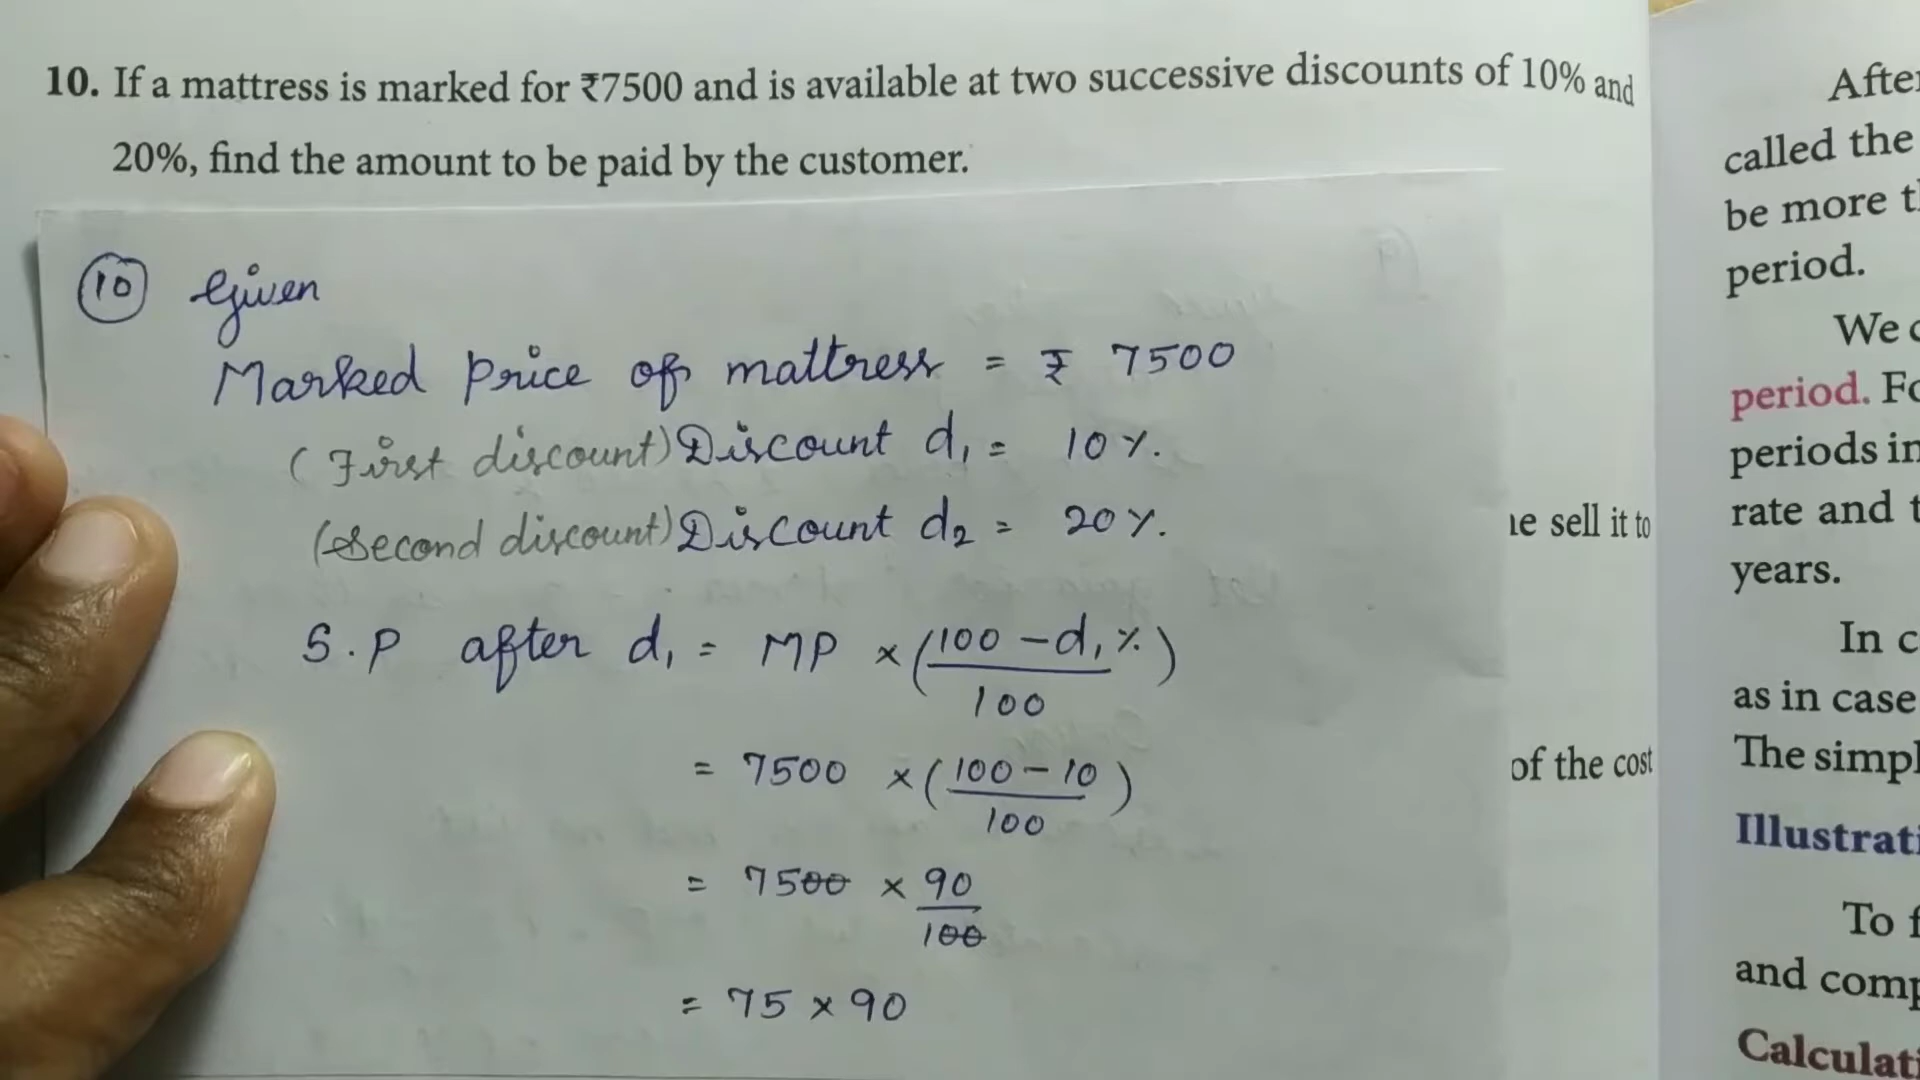 10. If a mattress is marked for ₹7500 and is available at two successive discounts of 10% and
20%, find the amount to be paid by the customer.
10 Given
Marked Price of mattress = ₹ 7500
(First discount) Discount d₁ = 10%.
(Second discount) Discount d₂ = 20%.
S.P after d₁ = MP × (100 - d₁% / 100)
= 7500 × (100 - 10 / 100)
= 7500 × 90 / 100
= 75 × 90
he sell it to
of the cost
After
called the
be more t
period.
We c
period. Fo
periods in
rate and t
years.
In c
as in case
The simpl
Illustrati
To f
and comp
Calculati